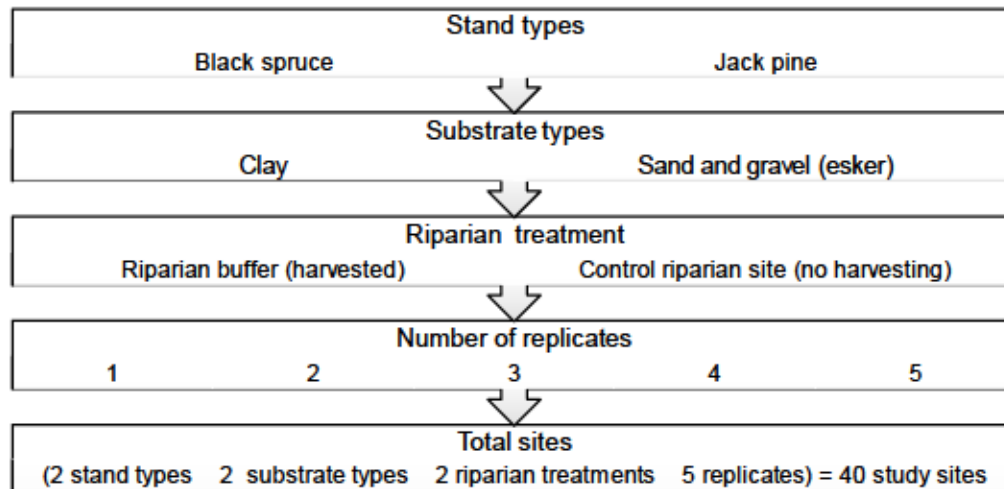 Stand types
Black spruce Jack pine
Substrate types
Clay Sand and gravel (esker)
Riparian treatment
Riparian buffer (harvested) Control riparian site (no harvesting)
Number of replicates
1 2 3 4 5
Total sites
(2 stand types 2 substrate types 2 riparian treatments 5 replicates) = 40 study sites